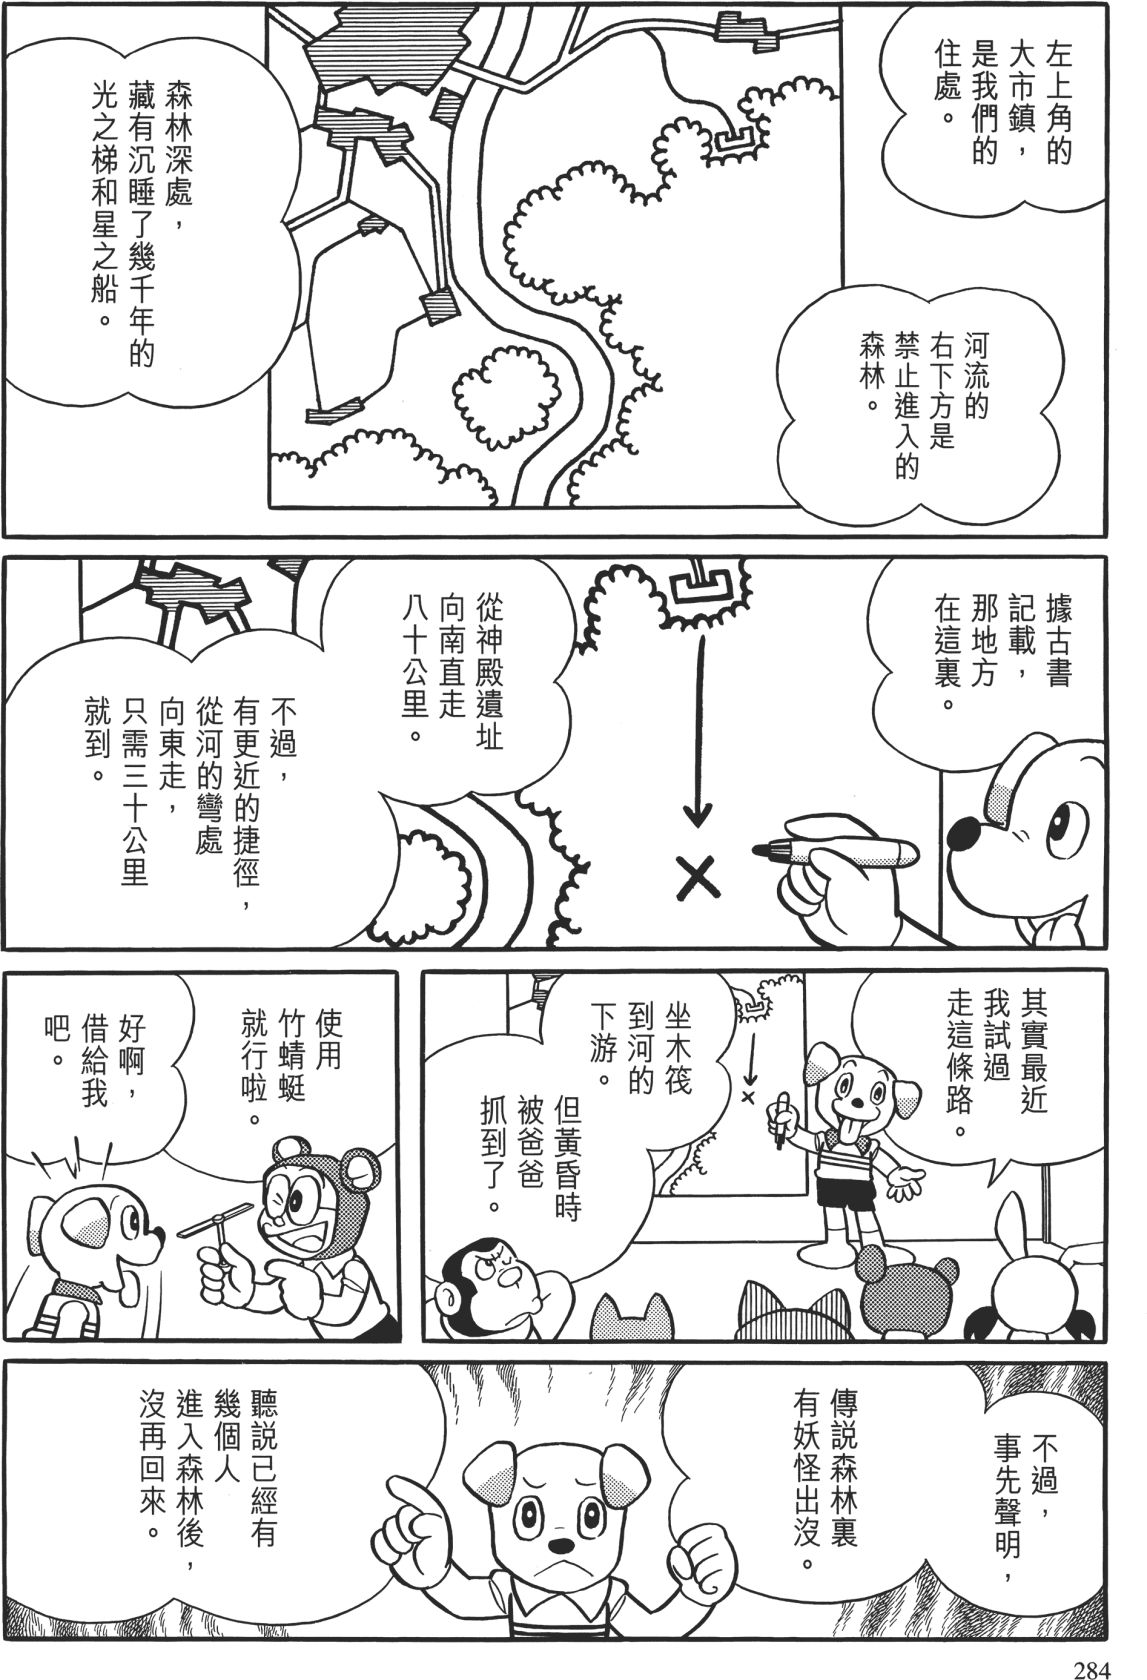 左上角的
大市鎮，
是我們的
住處。
河流的
右下方是
禁止進入的
森林。
森林深處，
藏有沉睡了幾千年的
光之梯和星之船。
據古書
記載，
那地方
在這裏。
從神殿遺址
向南直走
八十公里。
不過，
有更近的捷徑，
從河的彎處
向東走，
只需三十公里
就到。
其實最近
我試過
走這條路。
坐木筏
到河的
下游。
但黃昏時
被爸爸
抓到了。
使用
竹蜻蜓
就行啦。
好啊，
借給我
吧。
不過，
事先聲明，
傳說森林裏
有妖怪出沒。
聽說已經有
幾個人
進入森林後，
沒再回來。
284